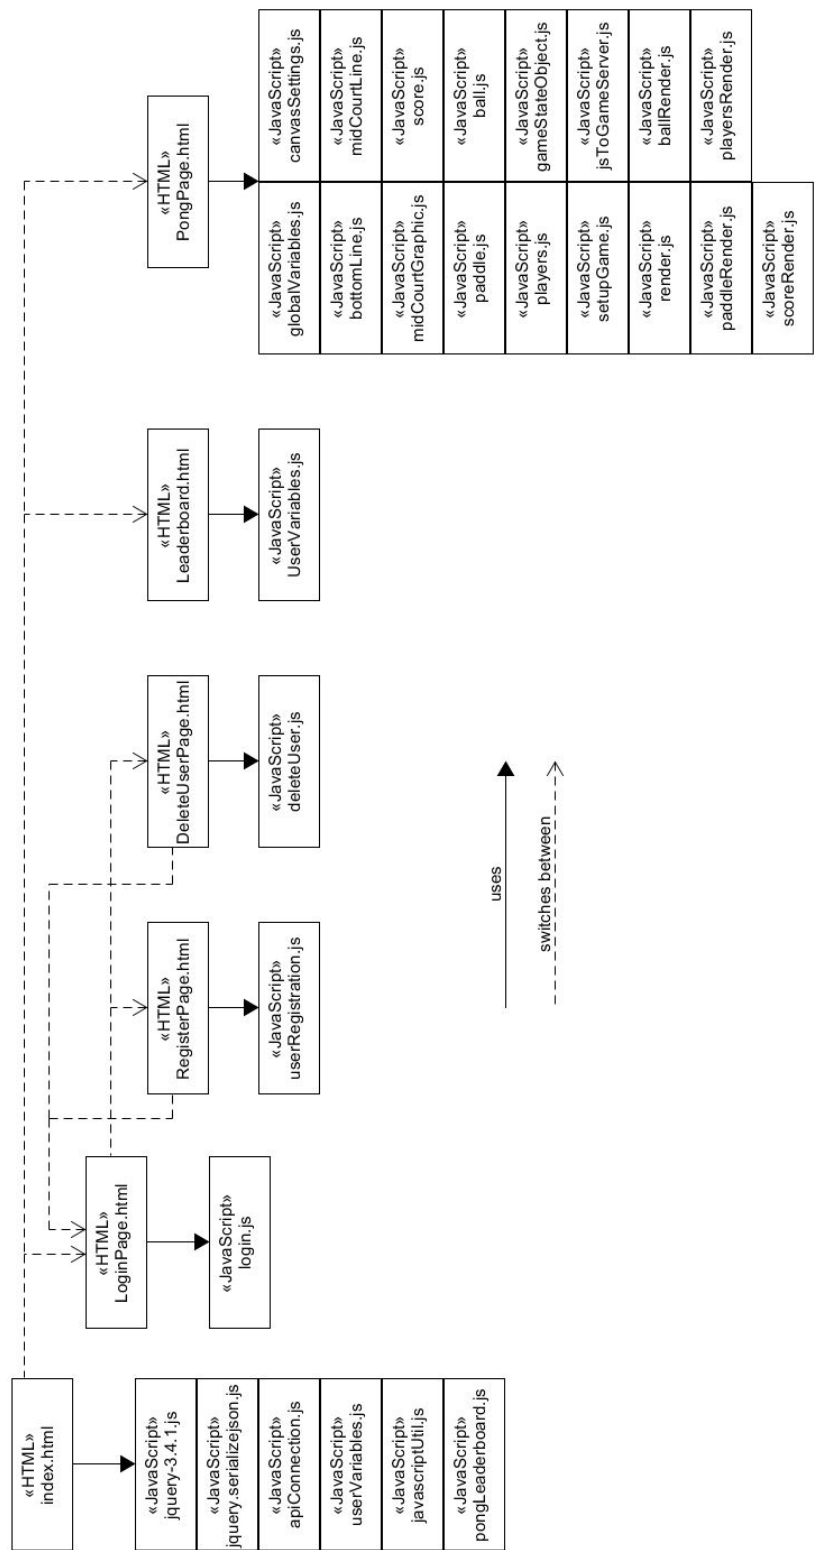 «HTML»
index.html
«JavaScript»
jquery-3.4.1.js
«JavaScript»
jquery.serializejson.js
«JavaScript»
apiConnection.js
«JavaScript»
userVariables.js
«JavaScript»
javascriptUtil.js
«JavaScript»
pongLeaderboard.js
«HTML»
LoginPage.html
«JavaScript»
login.js
«HTML»
RegisterPage.html
«JavaScript»
userRegistration.js
«HTML»
DeleteUserPage.html
«JavaScript»
deleteUser.js
«HTML»
Leaderboard.html
«JavaScript»
UserVariables.js
«HTML»
PongPage.html
«JavaScript»
globalVariables.js
«JavaScript»
canvasSettings.js
«JavaScript»
bottomLine.js
«JavaScript»
midCourtLine.js
«JavaScript»
midCourtGraphic.js
«JavaScript»
score.js
«JavaScript»
paddle.js
«JavaScript»
ball.js
«JavaScript»
players.js
«JavaScript»
gameStateObject.js
«JavaScript»
setupGame.js
«JavaScript»
jsToGameServer.js
«JavaScript»
render.js
«JavaScript»
ballRender.js
«JavaScript»
paddleRender.js
«JavaScript»
playersRender.js
«JavaScript»
scoreRender.js
uses
switches between